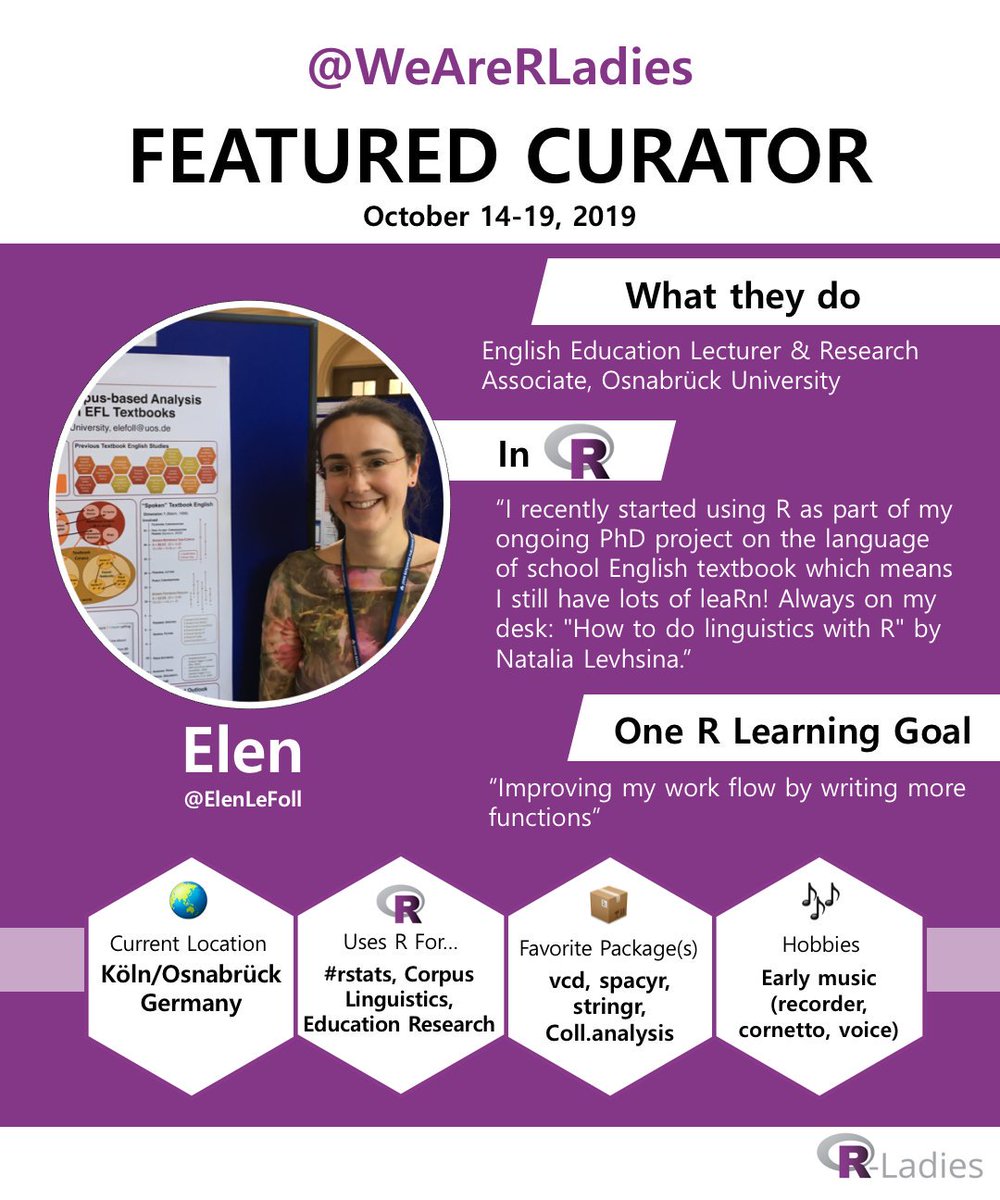 @WeAreRLadies
FEATURED CURATOR
October 14-19, 2019
What they do
English Education Lecturer & Research
Associate, Osnabrück University
pus-based Analysis
EFL Textbooks
University, elefoll@uos.de
Previous Textbook English Studies
"Spoken" Textbook English
Outlook
In R
“I recently started using R as part of my
ongoing PhD project on the language
of school English textbook which means
I still have lots of leaRn! Always on my
desk: "How to do linguistics with R" by
Natalia Levhsina.”
Elen
@ElenLeFoll
One R Learning Goal
“Improving my work flow by writing more
functions”
Current Location
Köln/Osnabrück
Germany
R
Uses R For...
#rstats, Corpus
Linguistics,
Education Research
Favorite Package(s)
vcd, spacyr,
stringr,
Coll.analysis
Hobbies
Early music
(recorder,
cornetto, voice)
R-Ladies